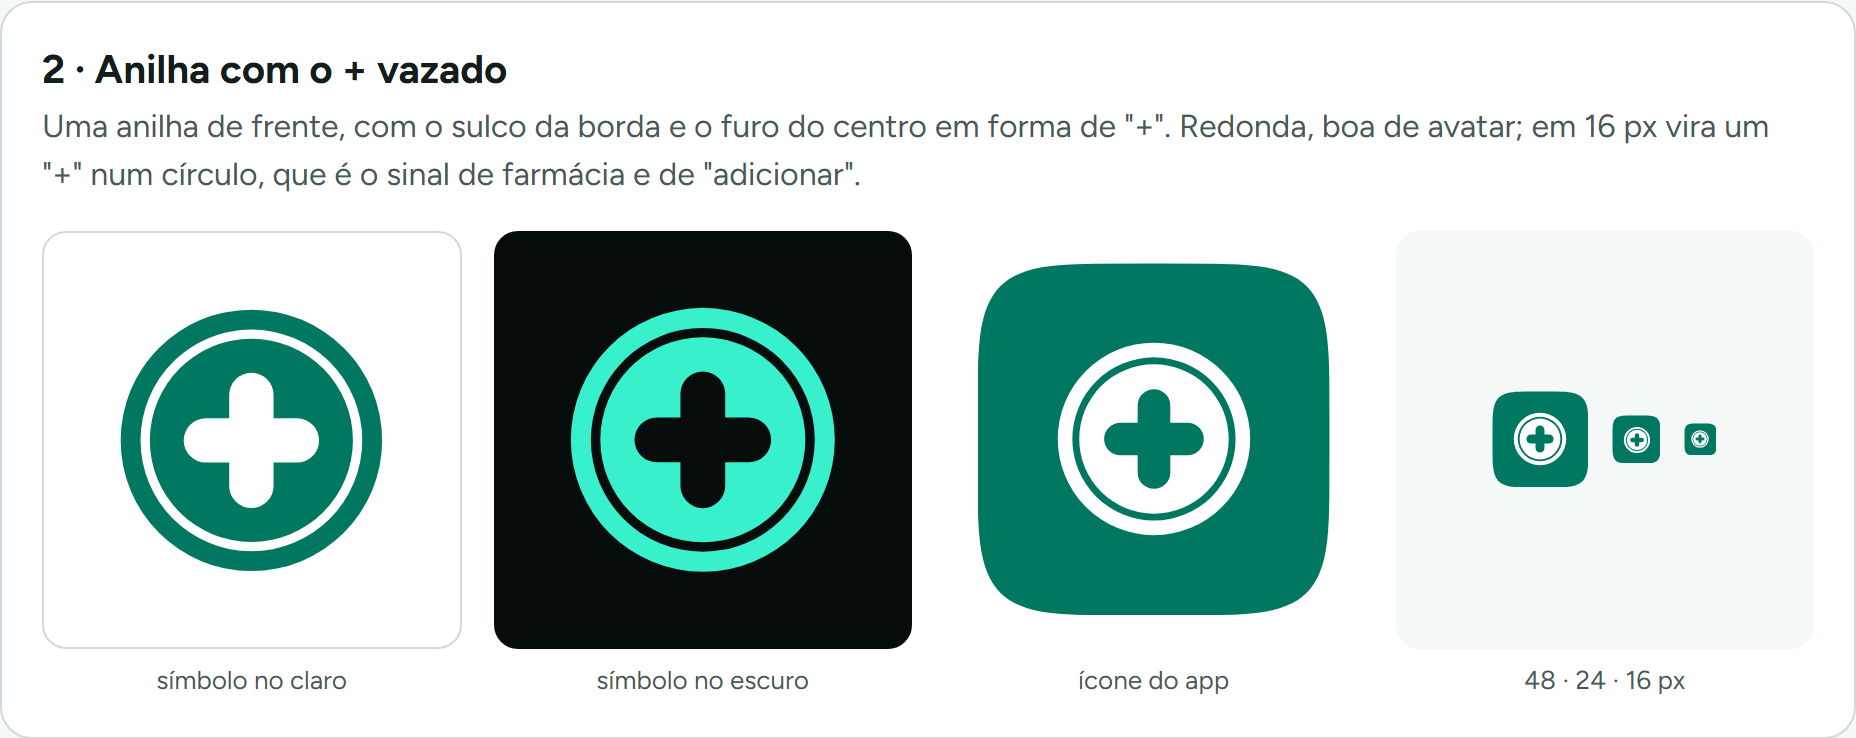 2 · Anilha com o + vazado
Uma anilha de frente, com o sulco da borda e o furo do centro em forma de "+". Redonda, boa de avatar; em 16 px vira um
"+" num círculo, que é o sinal de farmácia e de "adicionar".
símbolo no claro
símbolo no escuro
ícone do app
48 · 24 · 16 px